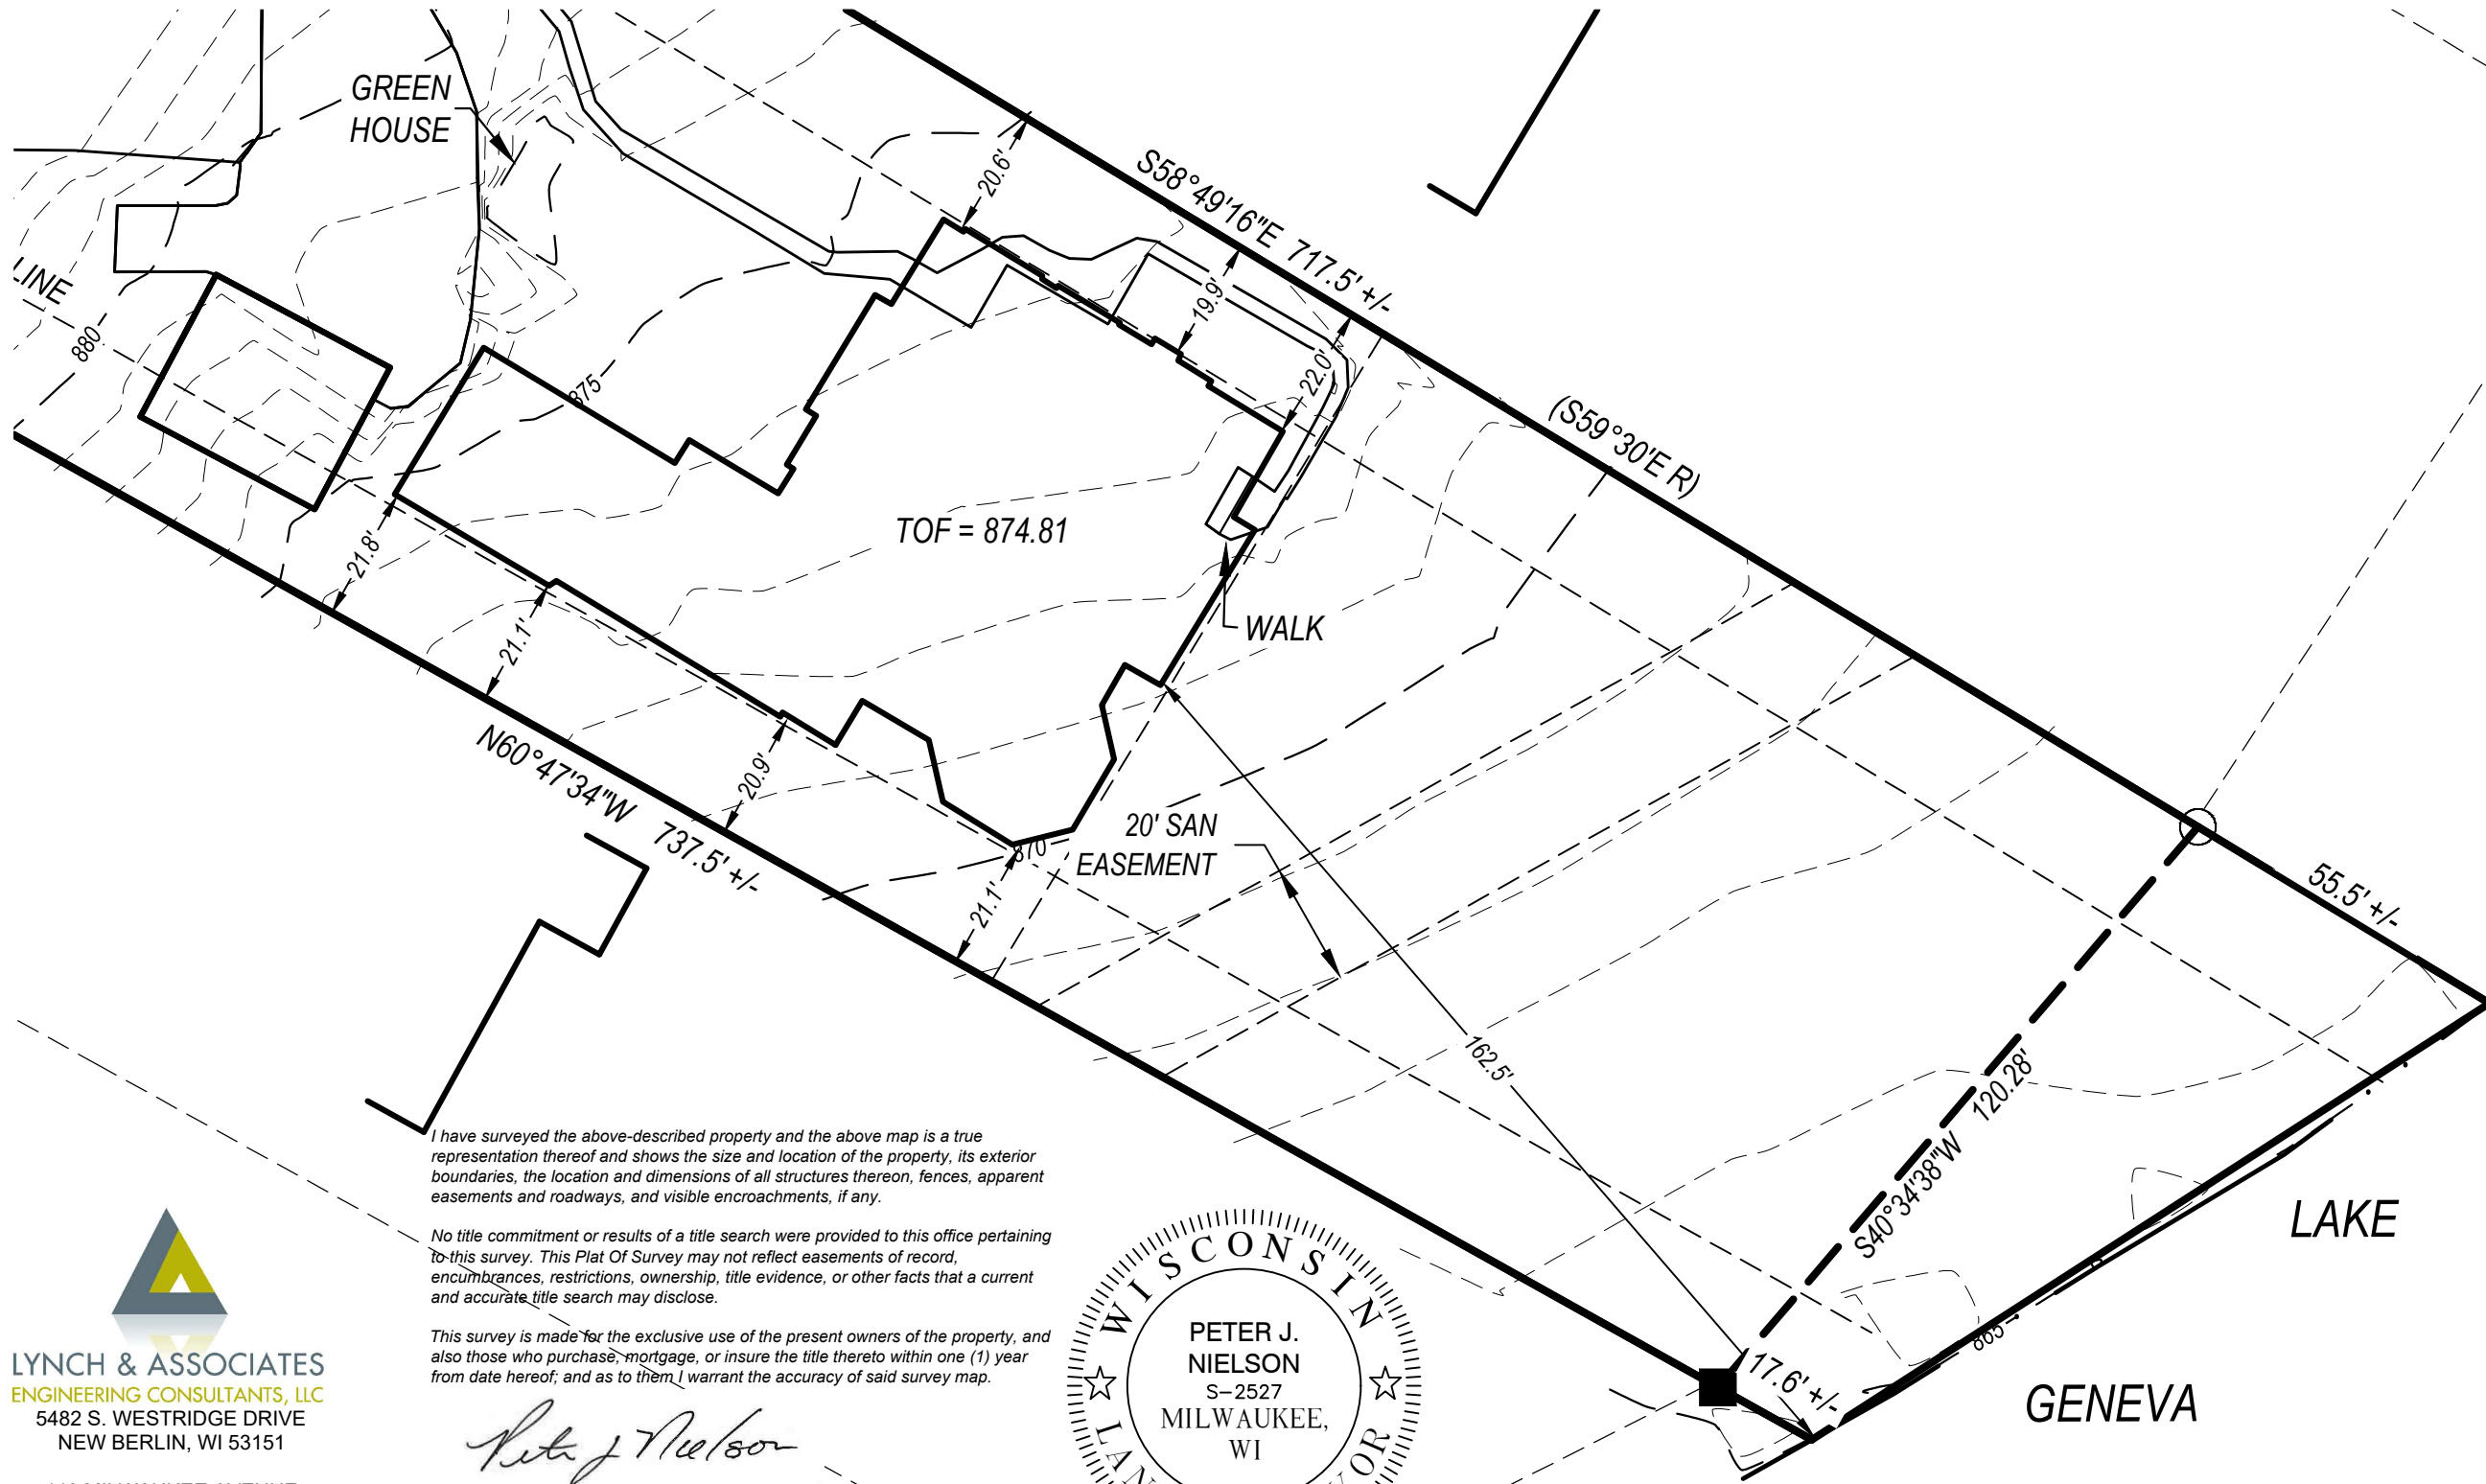 GREEN
HOUSE
20.6'
S58°49'16"E 717.5' +/-
LINE
880
19.9'
875
22.0'
(S59°30'E R)
TOF = 874.81
21.8'
21.1'
WALK
N60°47'34"W 737.5' +/-
20.9'
20' SAN
EASEMENT
870
21.1'
55.5' +/-
162.5'
S40°34'38"W 120.28'
LAKE
GENEVA
865
17.6' +/-
I have surveyed the above-described property and the above map is a true
representation thereof and shows the size and location of the property, its exterior
boundaries, the location and dimensions of all structures thereon, fences, apparent
easements and roadways, and visible encroachments, if any.
No title commitment or results of a title search were provided to this office pertaining
to this survey. This Plat Of Survey may not reflect easements of record,
encumbrances, restrictions, ownership, title evidence, or other facts that a current
and accurate title search may disclose.
This survey is made for the exclusive use of the present owners of the property, and
also those who purchase, mortgage, or insure the title thereto within one (1) year
from date hereof; and as to them I warrant the accuracy of said survey map.
Peter J Nielson
LYNCH & ASSOCIATES
ENGINEERING CONSULTANTS, LLC
5482 S. WESTRIDGE DRIVE
NEW BERLIN, WI 53151
WISCONSIN
PETER J.
NIELSON
S-2527
MILWAUKEE,
WI